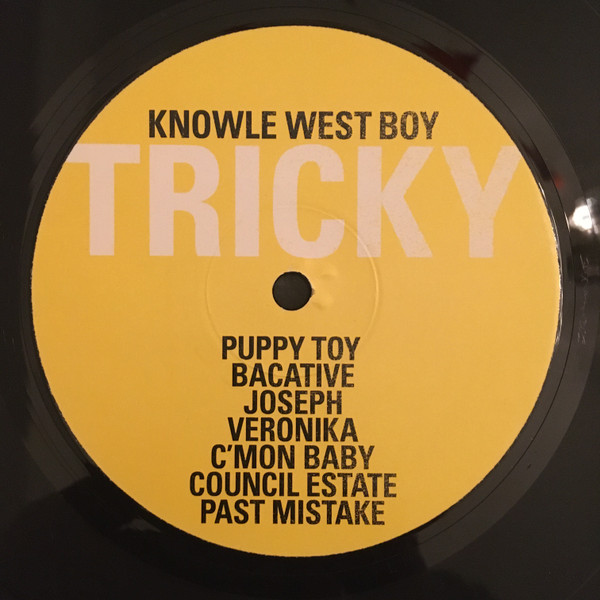 KNOWLE WEST BOY
TRICKY
PUPPY TOY
BACATIVE
JOSEPH
VERONIKA
C'MON BABY
COUNCIL ESTATE
PAST MISTAKE